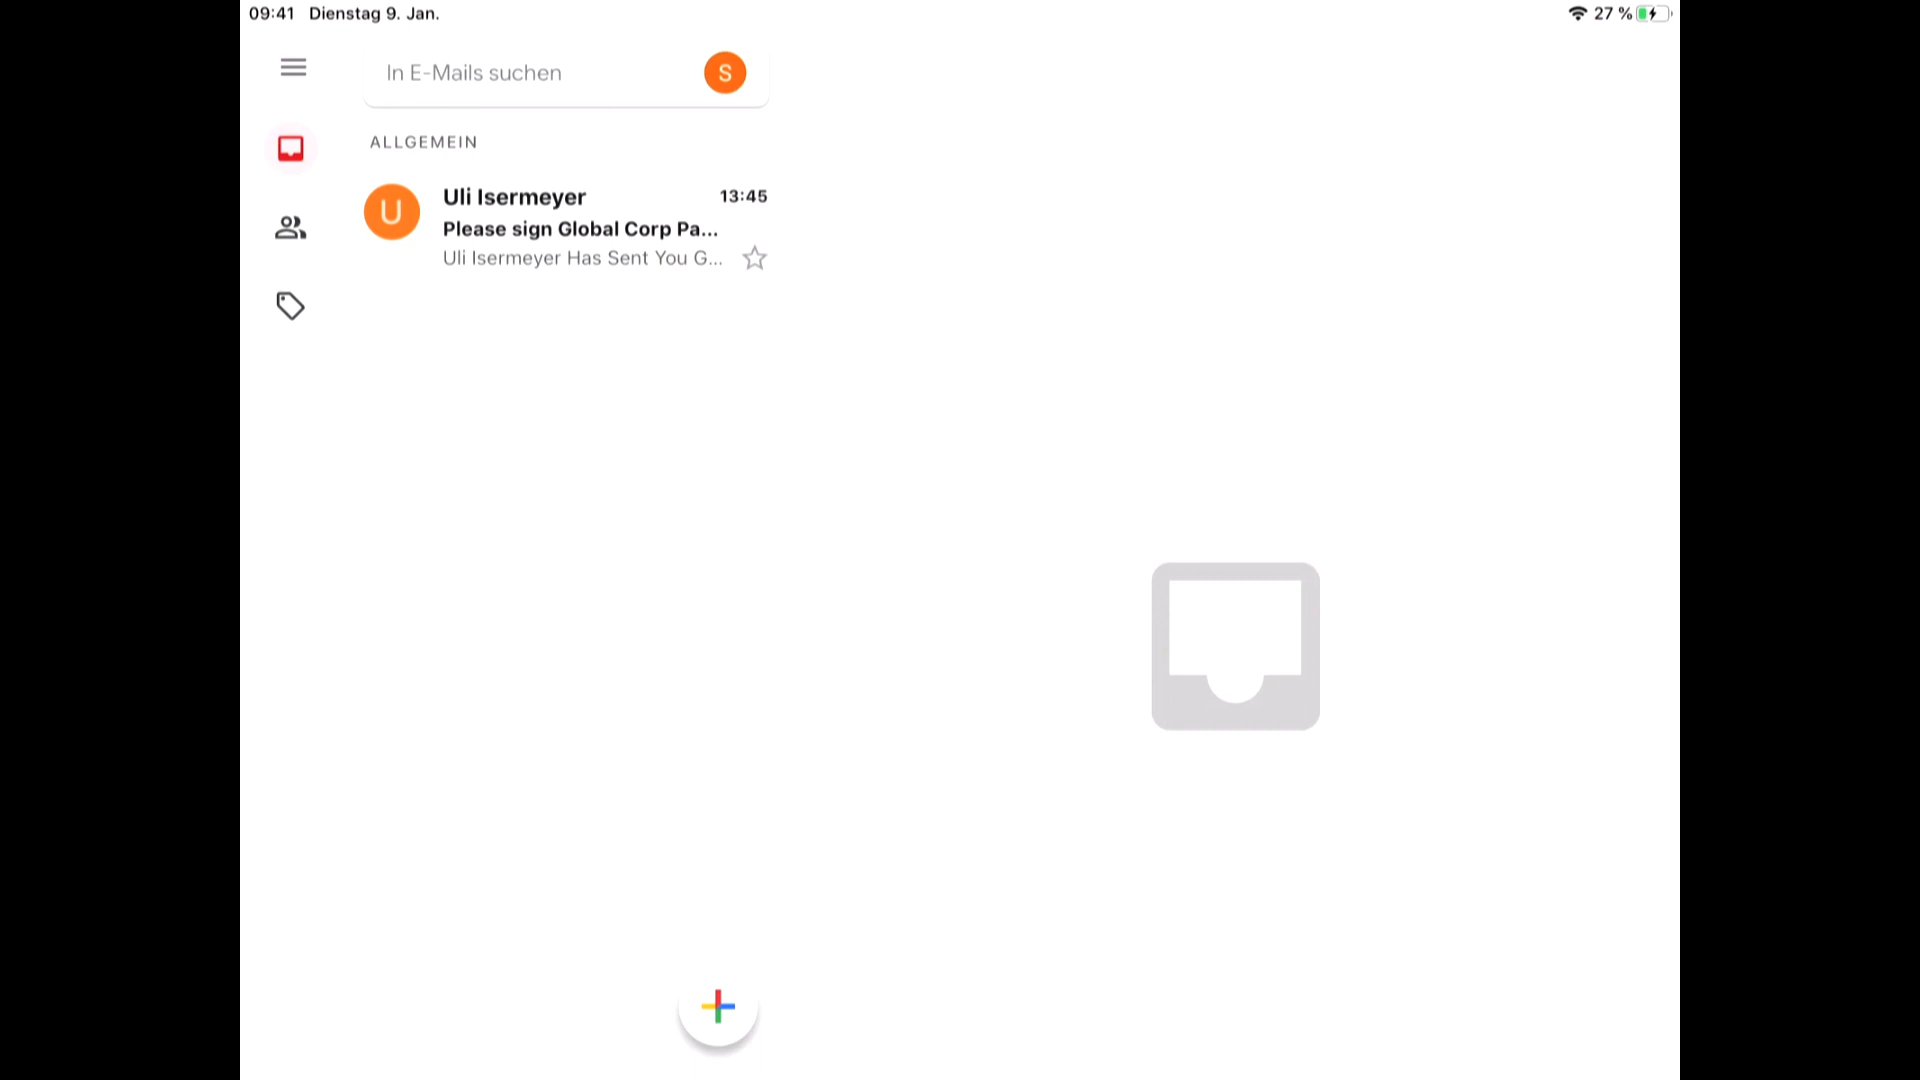 09:41 Dienstag 9. Jan.
27 %
In E-Mails suchen
S
ALLGEMEIN
U
Uli Isermeyer
13:45
Please sign Global Corp Pa...
Uli Isermeyer Has Sent You G...